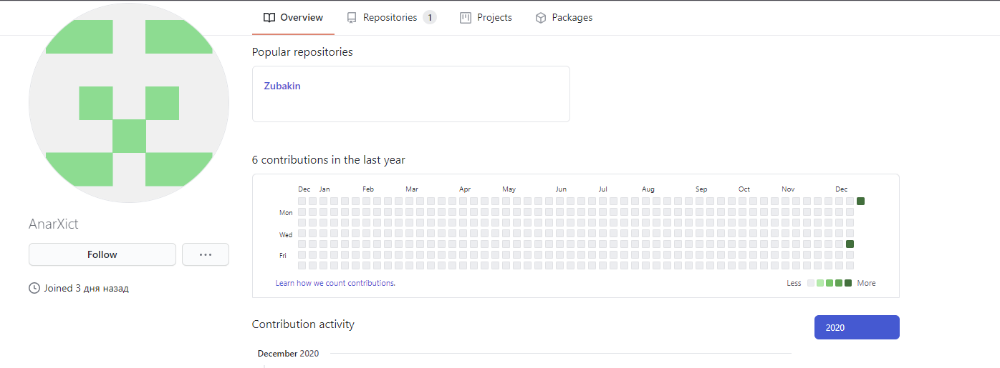 Overview Repositories 1 Projects Packages
Popular repositories
Zubakin
6 contributions in the last year
Dec Jan Feb Mar Apr May Jun Jul Aug Sep Oct Nov Dec
Mon
Wed
Fri
Learn how we count contributions.
Less More
AnarXict
Follow
...
Joined 3 дня назад
Contribution activity
2020
December 2020